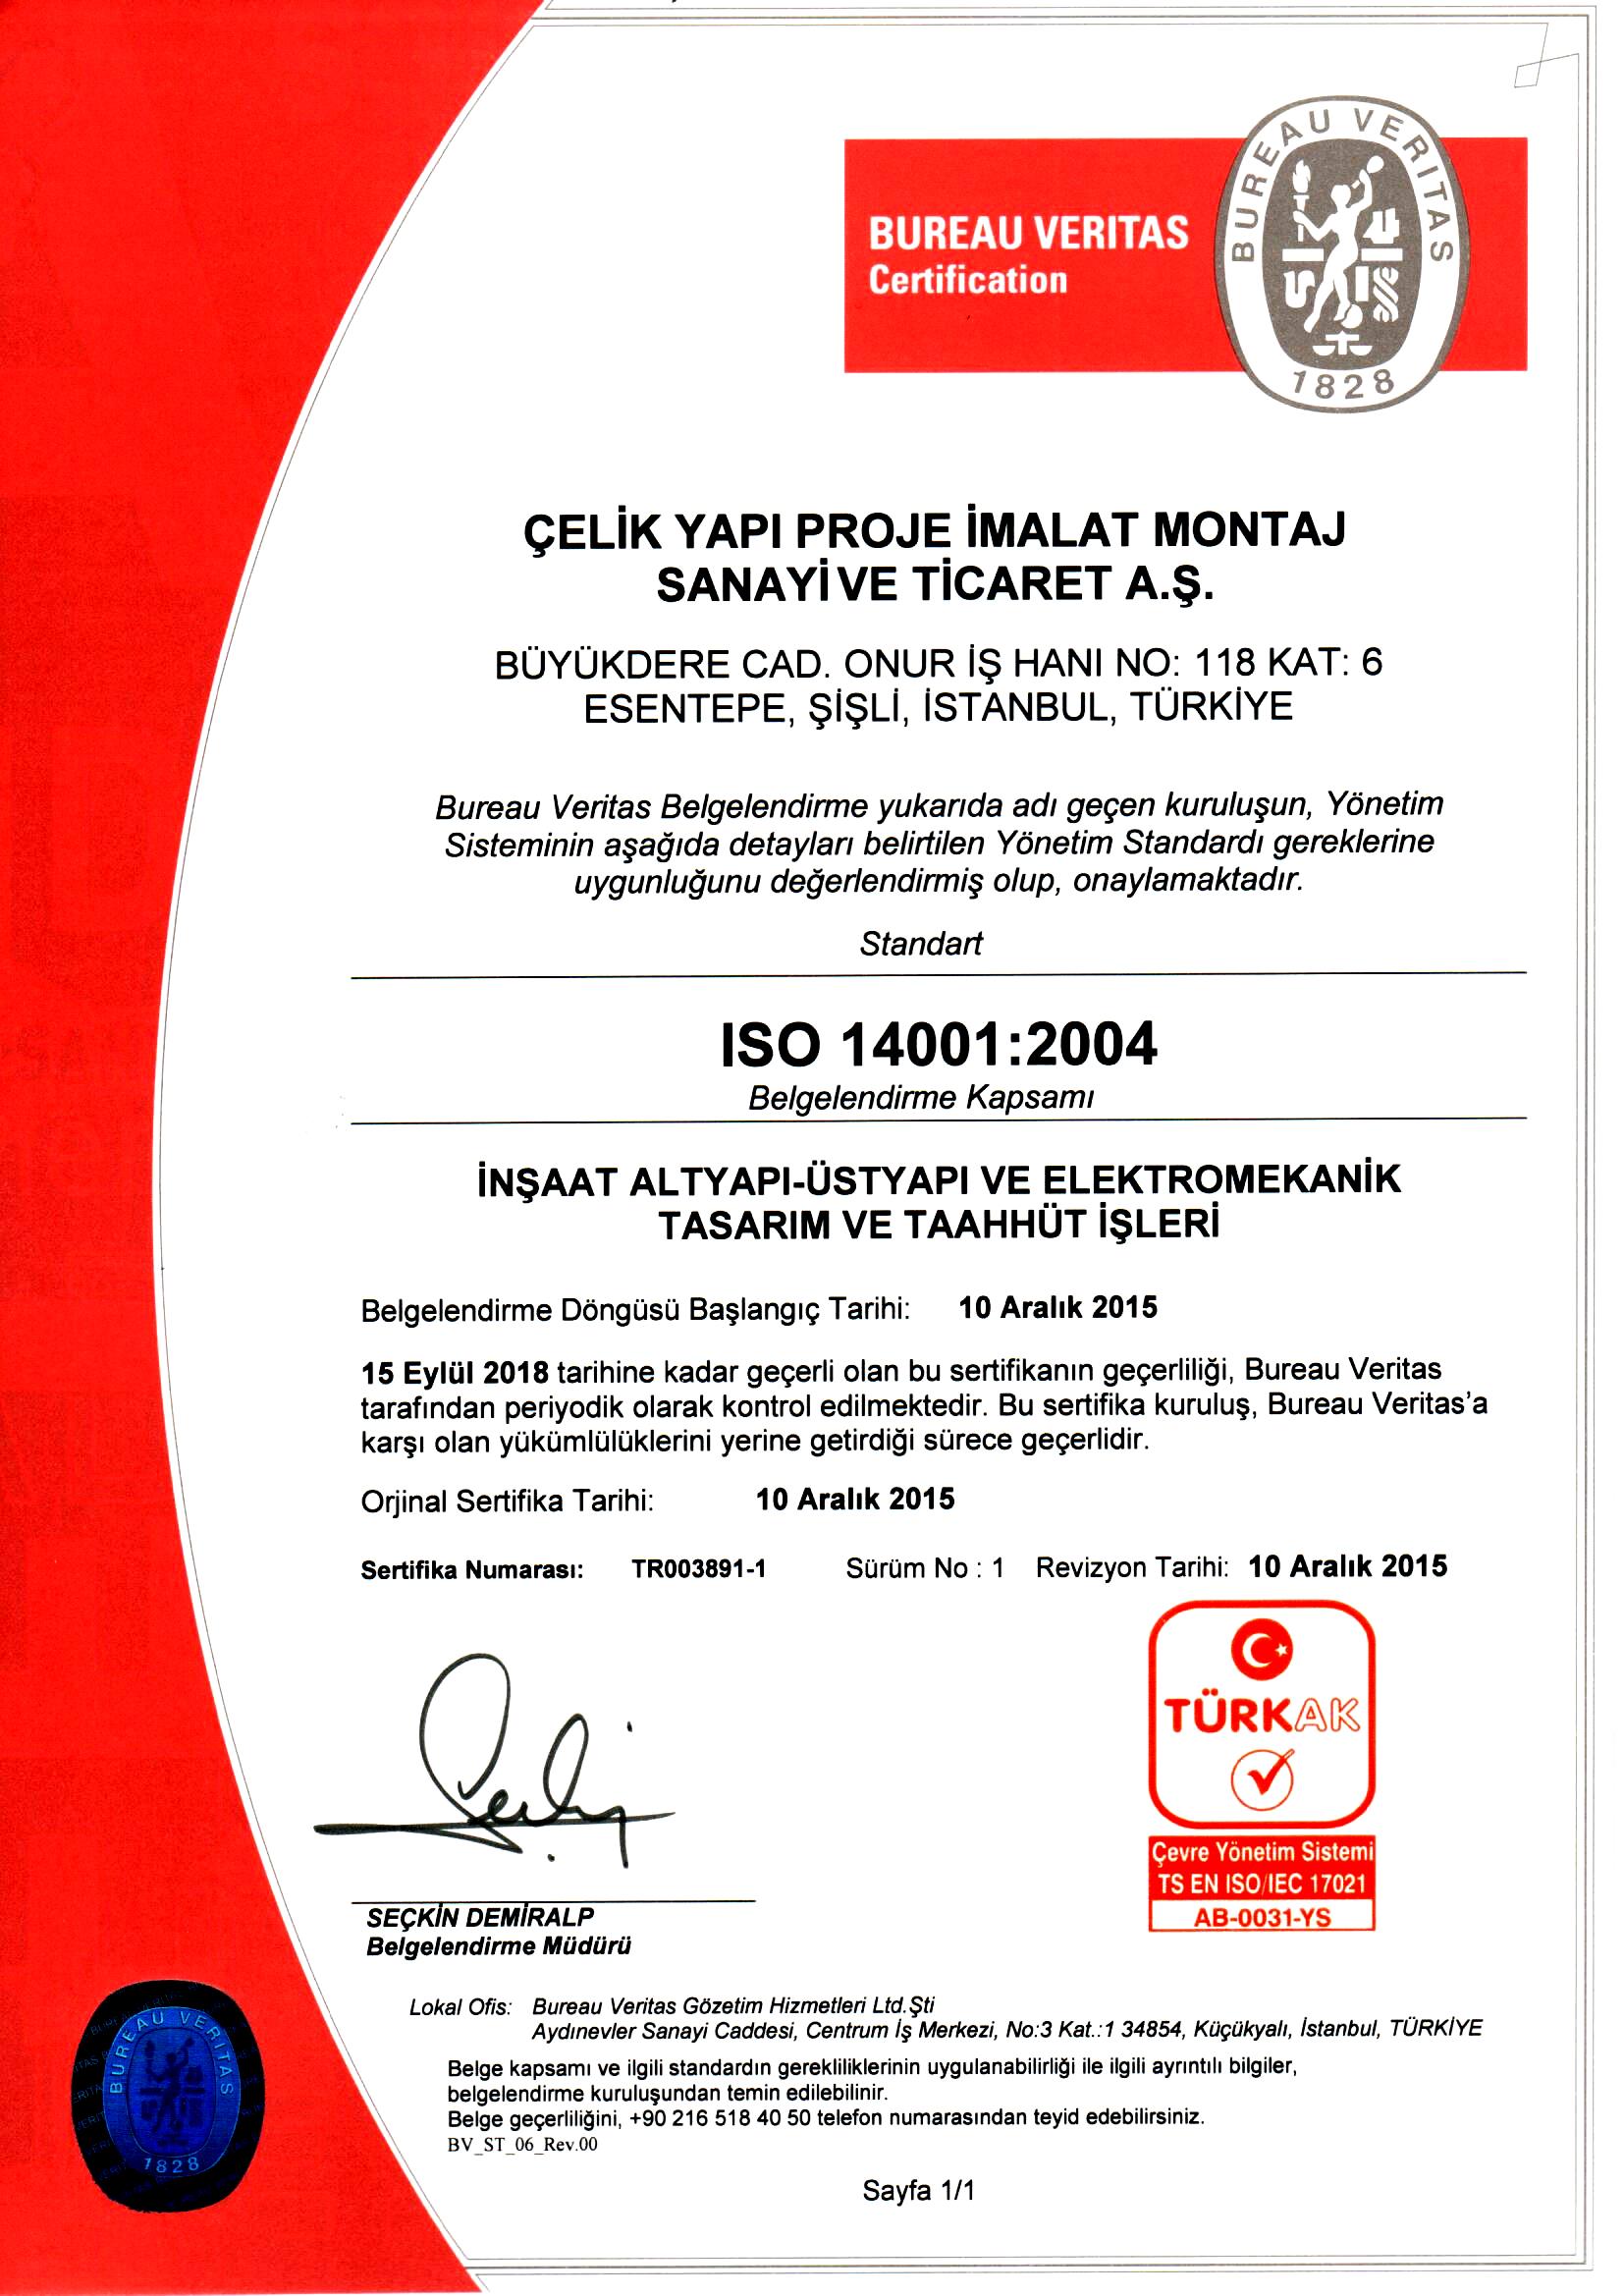 BUREAU VERITAS
Certification
BUREAU VERITAS
1828
ÇELİK YAPI PROJE İMALAT MONTAJ
SANAYİ VE TİCARET A.Ş.
BÜYÜKDERE CAD. ONUR İŞ HANI NO: 118 KAT: 6
ESENTEPE, ŞİŞLİ, İSTANBUL, TÜRKİYE
Bureau Veritas Belgelendirme yukarıda adı geçen kuruluşun, Yönetim
Sisteminin aşağıda detayları belirtilen Yönetim Standardı gereklerine
uygunluğunu değerlendirmiş olup, onaylamaktadır.
Standart
ISO 14001:2004
Belgelendirme Kapsamı
İNŞAAT ALTYAPI-ÜSTYAPI VE ELEKTROMEKANİK
TASARIM VE TAAHHÜT İŞLERİ
Belgelendirme Döngüsü Başlangıç Tarihi: 10 Aralık 2015
15 Eylül 2018 tarihine kadar geçerli olan bu sertifikanın geçerliliği, Bureau Veritas
tarafından periyodik olarak kontrol edilmektedir. Bu sertifika kuruluş, Bureau Veritas'a
karşı olan yükümlülüklerini yerine getirdiği sürece geçerlidir.
Orjinal Sertifika Tarihi: 10 Aralık 2015
Sertifika Numarası: TR003891-1 Sürüm No : 1 Revizyon Tarihi: 10 Aralık 2015
TÜRKAK
Çevre Yönetim Sistemi
TS EN ISO/IEC 17021
AB-0031-YS
SEÇKİN DEMİRALP
Belgelendirme Müdürü
Lokal Ofis: Bureau Veritas Gözetim Hizmetleri Ltd.Şti
Aydınevler Sanayi Caddesi, Centrum İş Merkezi, No:3 Kat.:1 34854, Küçükyalı, İstanbul, TÜRKİYE
Belge kapsamı ve ilgili standardın gerekliliklerinin uygulanabilirliği ile ilgili ayrıntılı bilgiler,
belgelendirme kuruluşundan temin edilebilinir.
Belge geçerliliğini, +90 216 518 40 50 telefon numarasından teyid edebilirsiniz.
BV_ST_06_Rev.00
Sayfa 1/1
BUREAU VERITAS
1828